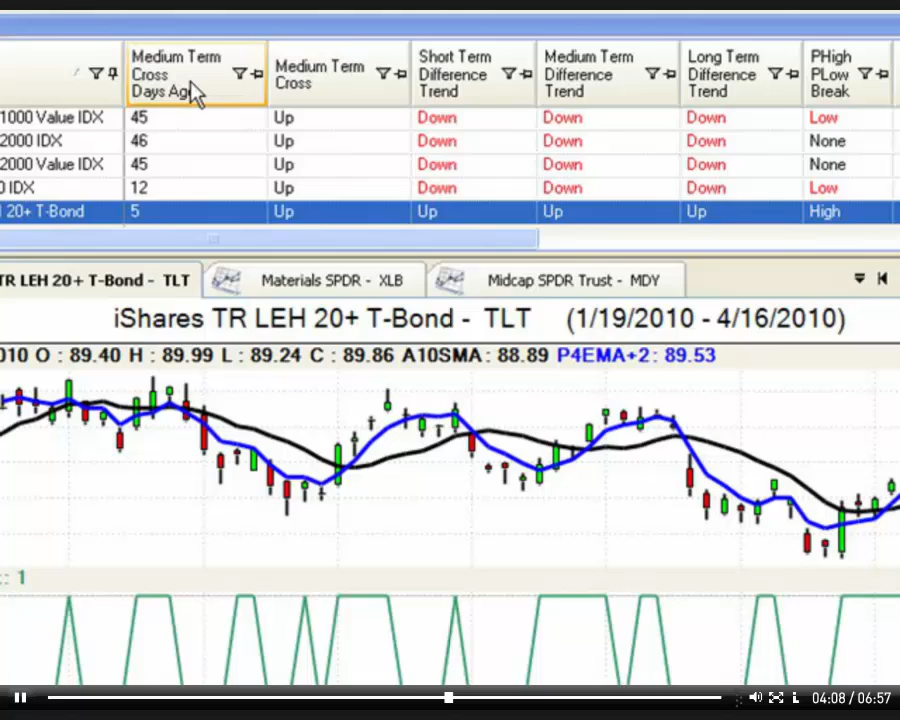 Medium Term
Cross
Days Ago
Medium Term
Cross
Short Term
Difference
Trend
Medium Term
Difference
Trend
Long Term
Difference
Trend
PHigh
PLow
Break
1000 Value IDX 45 Up Down Down Down Low
2000 IDX 46 Up Down Down Down None
2000 Value IDX 45 Up Down Down Down None
0 IDX 12 Up Down Down Down Low
20+ T-Bond 5 Up Up Up Up High
TR LEH 20+ T-Bond - TLT Materials SPDR - XLB Midcap SPDR Trust - MDY
iShares TR LEH 20+ T-Bond - TLT (1/19/2010 - 4/16/2010)
010 O : 89.40 H : 89.99 L : 89.24 C : 89.86 A10SMA: 88.89 P4EMA+2: 89.53
: 1
04:08 / 06:57